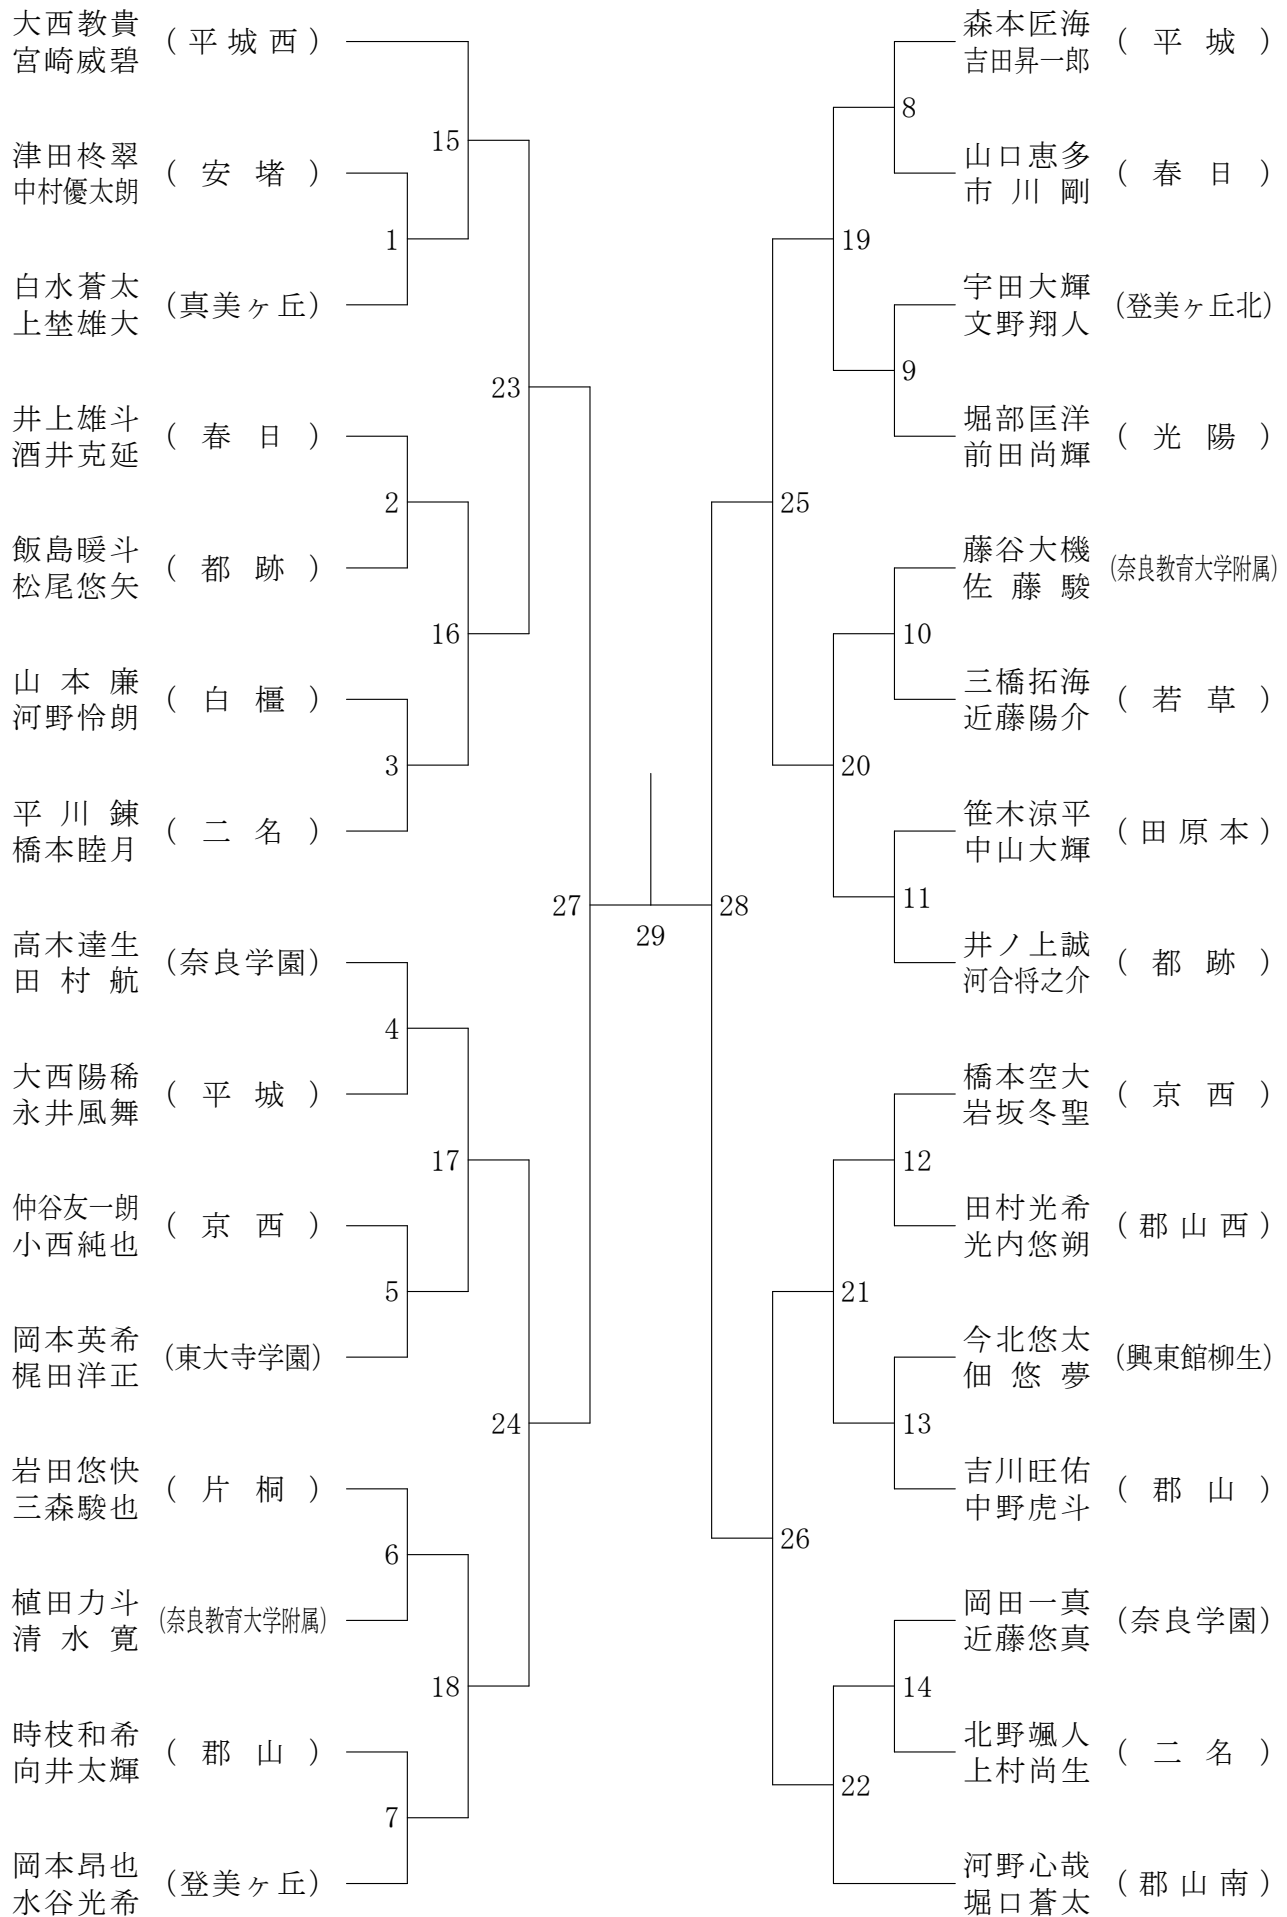 大西教貴
宮崎威碧
(平城西)
津田柊翠
中村優太朗
(安堵)
白水蒼太
上埜雄大
(真美ヶ丘)
井上雄斗
酒井克延
(春日)
飯島暖斗
松尾悠矢
(都跡)
山本廉
河野怜朗
(白橿)
平川錬
橋本睦月
(二名)
高木達生
田村航
(奈良学園)
大西陽稀
永井風舞
(平城)
仲谷友一朗
小西純也
(京西)
岡本英希
梶田洋正
(東大寺学園)
岩田悠快
三森駿也
(片桐)
植田力斗
清水寛
(奈良教育大学附属)
時枝和希
向井太輝
(郡山)
岡本昂也
水谷光希
(登美ヶ丘)
1
2
3
4
5
6
7
15
16
17
18
23
24
27
29
28
25
26
19
20
21
22
8
9
10
11
12
13
14
森本匠海
吉田昇一郎
(平城)
山口恵多
市川剛
(春日)
宇田大輝
文野翔人
(登美ヶ丘北)
堀部匡洋
前田尚輝
(光陽)
藤谷大機
佐藤駿
(奈良教育大学附属)
三橋拓海
近藤陽介
(若草)
笹木涼平
中山大輝
(田原本)
井ノ上誠
河合将之介
(都跡)
橋本空大
岩坂冬聖
(京西)
田村光希
光内悠朔
(郡山西)
今北悠太
佃悠夢
(興東館柳生)
吉川旺佑
中野虎斗
(郡山)
岡田一真
近藤悠真
(奈良学園)
北野颯人
上村尚生
(二名)
河野心哉
堀口蒼太
(郡山南)